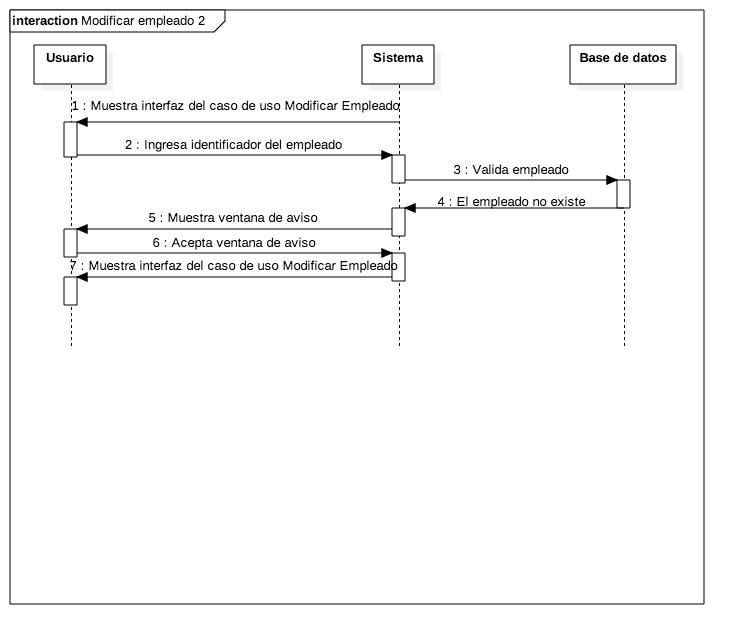 interaction Modificar empleado 2
Usuario
Sistema
Base de datos
1 : Muestra interfaz del caso de uso Modificar Empleado
2 : Ingresa identificador del empleado
3 : Valida empleado
4 : El empleado no existe
5 : Muestra ventana de aviso
6 : Acepta ventana de aviso
7 : Muestra interfaz del caso de uso Modificar Empleado